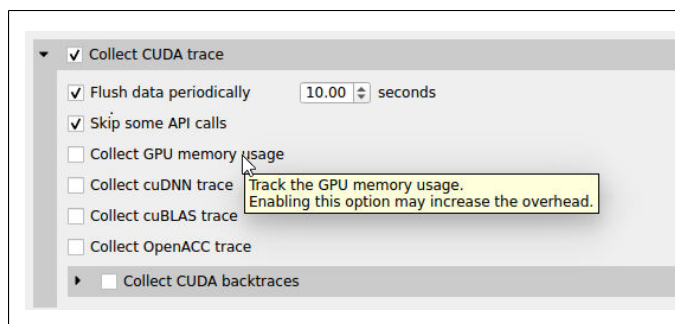 Collect CUDA trace
Flush data periodically 10.00 seconds
Skip some API calls
Collect GPU memory usage
Collect cuDNN trace
Track the GPU memory usage.
Enabling this option may increase the overhead.
Collect cuBLAS trace
Collect OpenACC trace
Collect CUDA backtraces